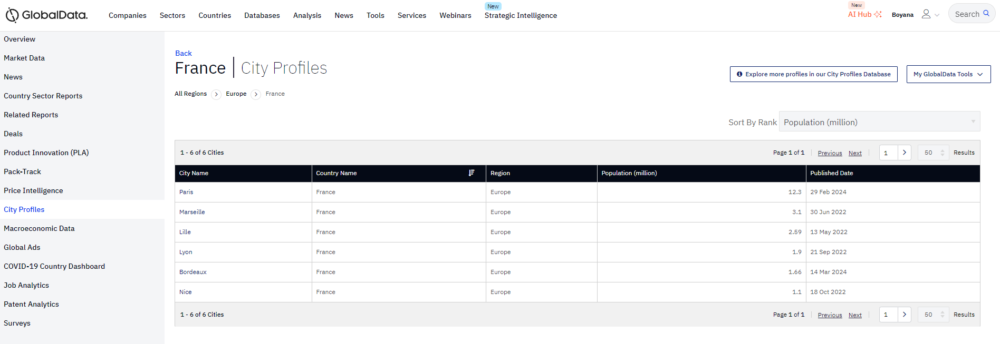 GlobalData.
Companies Sectors Countries Databases Analysis News Tools Services Webinars New Strategic Intelligence
New AI Hub Boyana Search
Overview
Market Data
News
Country Sector Reports
Related Reports
Deals
Product Innovation (PLA)
Pack-Track
Price Intelligence
City Profiles
Macroeconomic Data
Global Ads
COVID-19 Country Dashboard
Job Analytics
Patent Analytics
Surveys
Back
France | City Profiles
Explore more profiles in our City Profiles Database
My GlobalData Tools
All Regions > Europe > France
Sort By Rank Population (million)
1 - 6 of 6 Cities Page 1 of 1 | Previous Next | 1 > 50 Results
City Name Country Name Region Population (million) Published Date
Paris France Europe 12.3 29 Feb 2024
Marseille France Europe 3.1 30 Jun 2022
Lille France Europe 2.59 13 May 2022
Lyon France Europe 1.9 21 Sep 2022
Bordeaux France Europe 1.66 14 Mar 2024
Nice France Europe 1.1 18 Oct 2022
1 - 6 of 6 Cities Page 1 of 1 | Previous Next | 1 > 50 Results